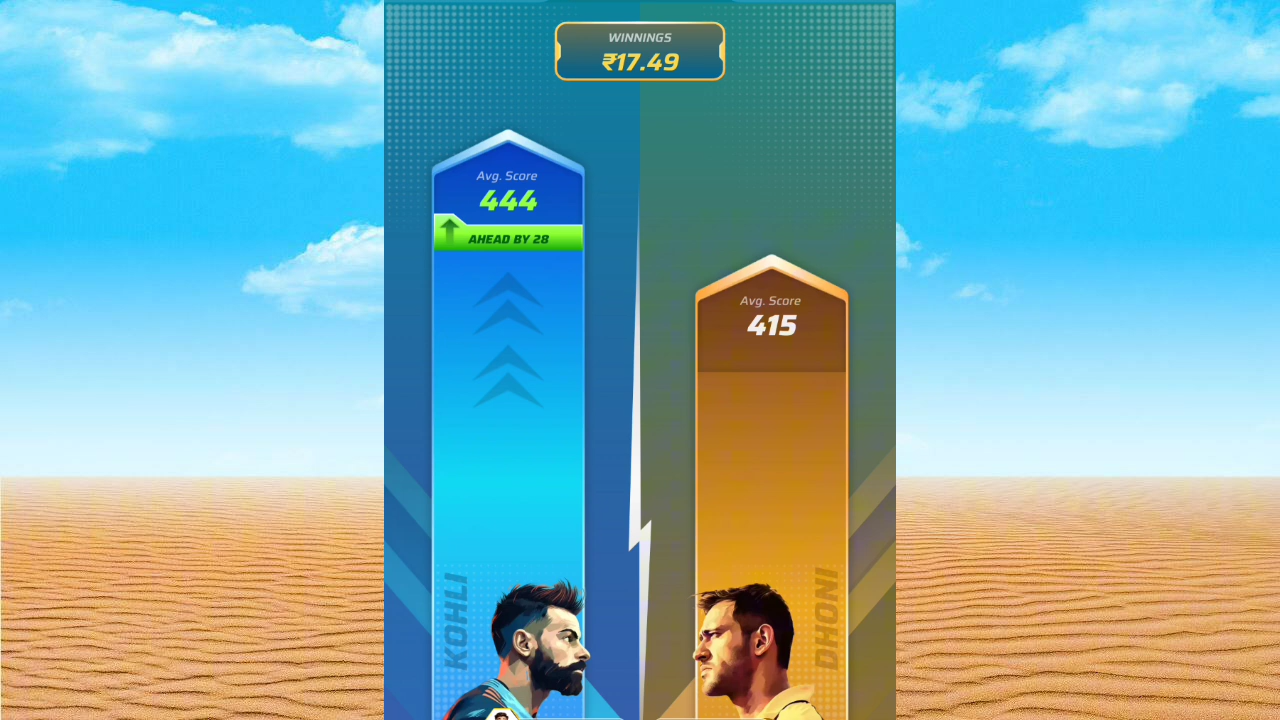 WINNINGS
₹17.49
Avg. Score
444
AHEAD BY 28
Avg. Score
415
KOHLI
DHONI